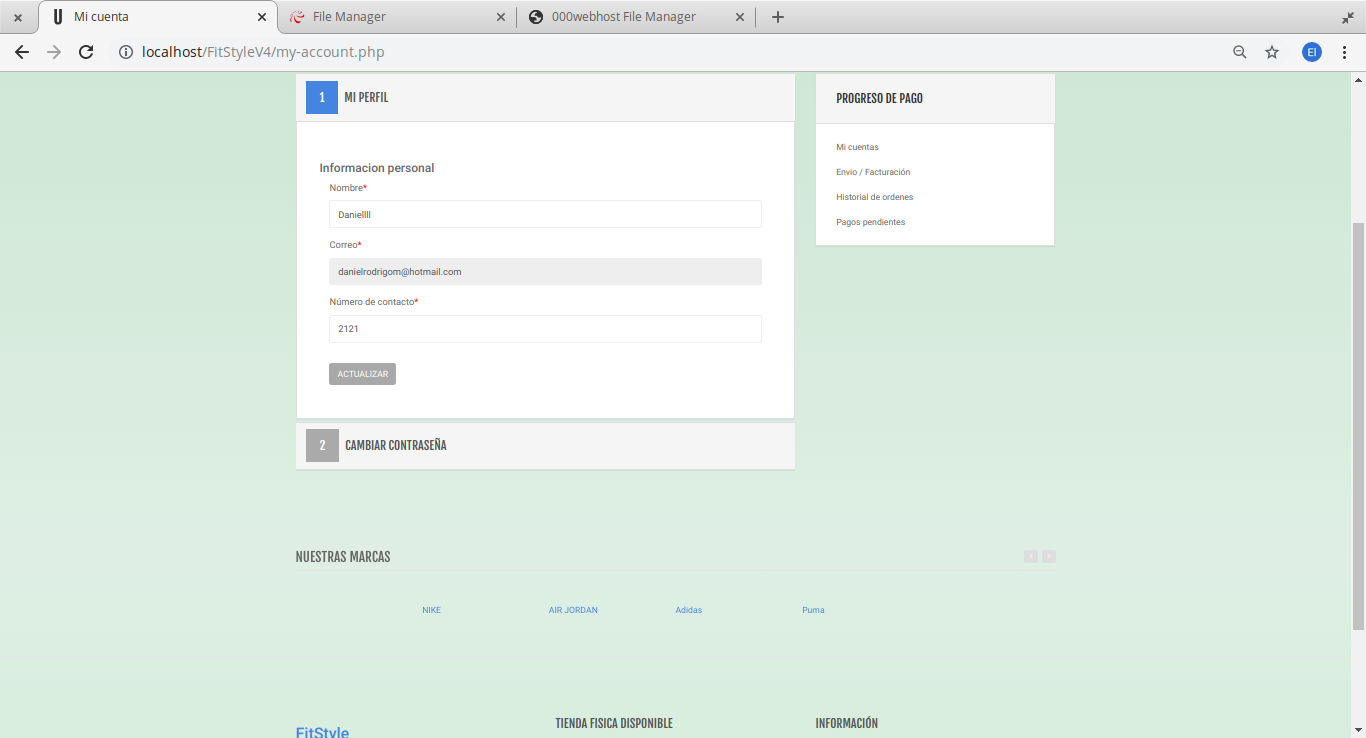 Mi cuenta
File Manager
000webhost File Manager
localhost/FitStyleV4/my-account.php
EI
1 MI PERFIL
Informacion personal
Nombre*
Daniellll
Correo*
danielrodrigom@hotmail.com
Número de contacto*
2121
ACTUALIZAR
2 CAMBIAR CONTRASEÑA
PROGRESO DE PAGO
Mi cuentas
Envio / Facturación
Historial de ordenes
Pagos pendientes
NUESTRAS MARCAS
NIKE
AIR JORDAN
Adidas
Puma
FitStyle
TIENDA FISICA DISPONIBLE
INFORMACIÓN